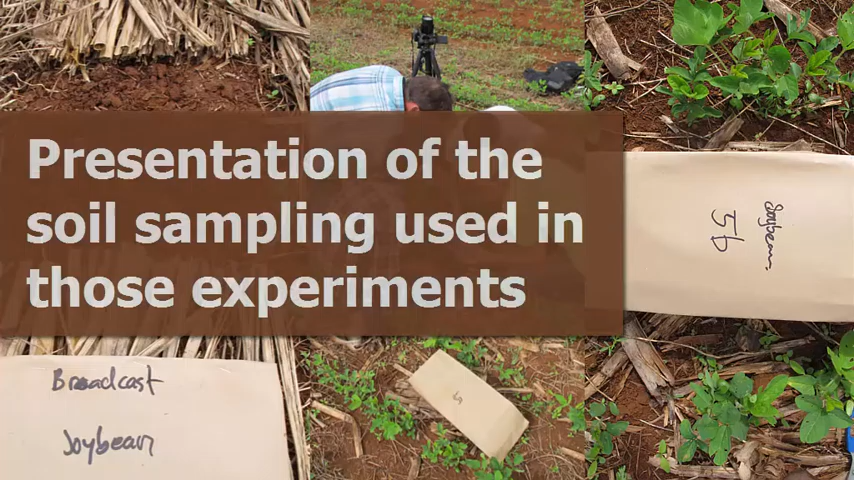 Presentation of the
soil sampling used in
those experiments
Soybean
5b
Broadcast
Soybean